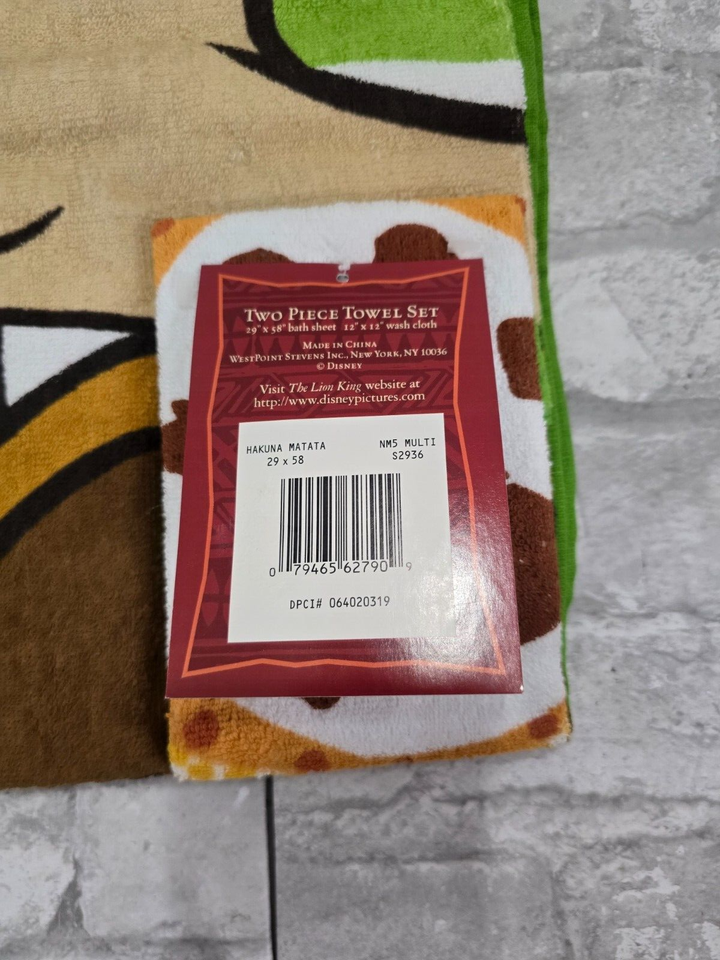 TWO PIECE TOWEL SET
29" x 58" bath sheet 12" x 12" wash cloth
MADE IN CHINA
WESTPOINT STEVENS INC., NEW YORK, NY 10036
© DISNEY
Visit The Lion King website at
http://www.disneypictures.com
HAKUNA MATATA NM5 MULTI
29 x 58 S2936
0 79465 62790 9
DPCI# 064020319